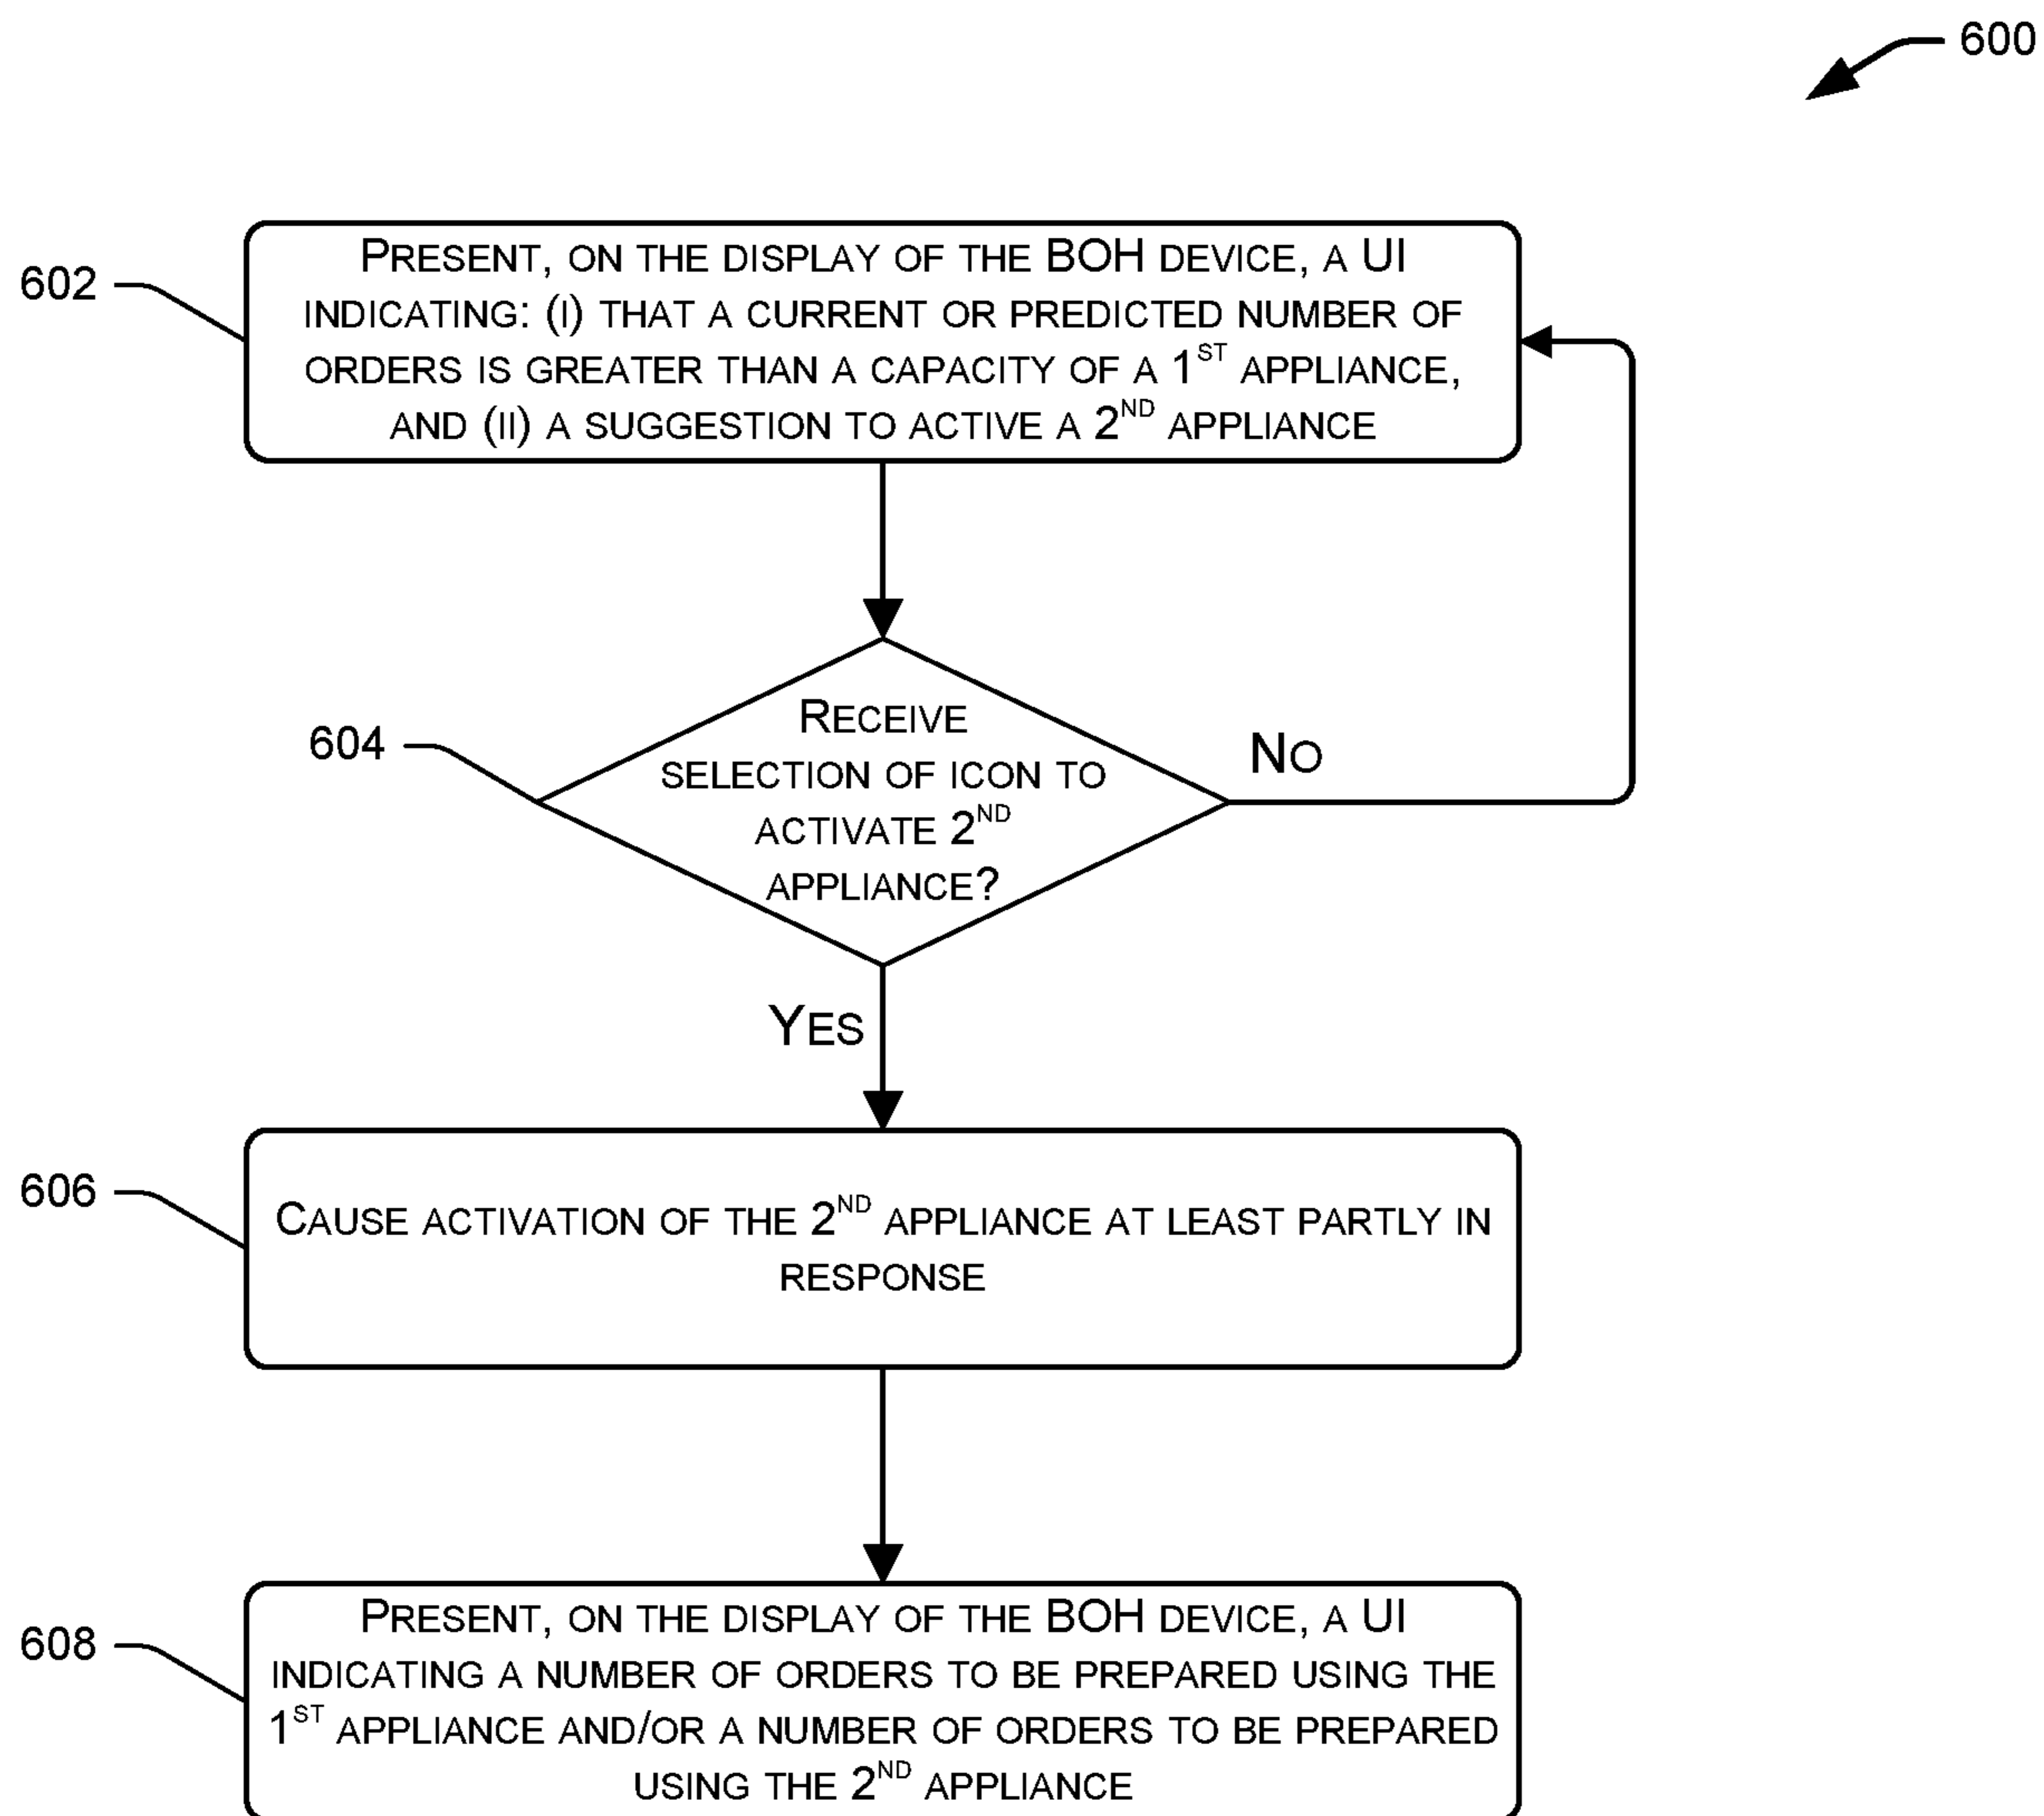 600
602
PRESENT, ON THE DISPLAY OF THE BOH DEVICE, A UI
INDICATING: (I) THAT A CURRENT OR PREDICTED NUMBER OF
ORDERS IS GREATER THAN A CAPACITY OF A 1ST APPLIANCE,
AND (II) A SUGGESTION TO ACTIVE A 2ND APPLIANCE
604
RECEIVE
SELECTION OF ICON TO
ACTIVATE 2ND
APPLIANCE?
NO
YES
606
CAUSE ACTIVATION OF THE 2ND APPLIANCE AT LEAST PARTLY IN
RESPONSE
608
PRESENT, ON THE DISPLAY OF THE BOH DEVICE, A UI
INDICATING A NUMBER OF ORDERS TO BE PREPARED USING THE
1ST APPLIANCE AND/OR A NUMBER OF ORDERS TO BE PREPARED
USING THE 2ND APPLIANCE